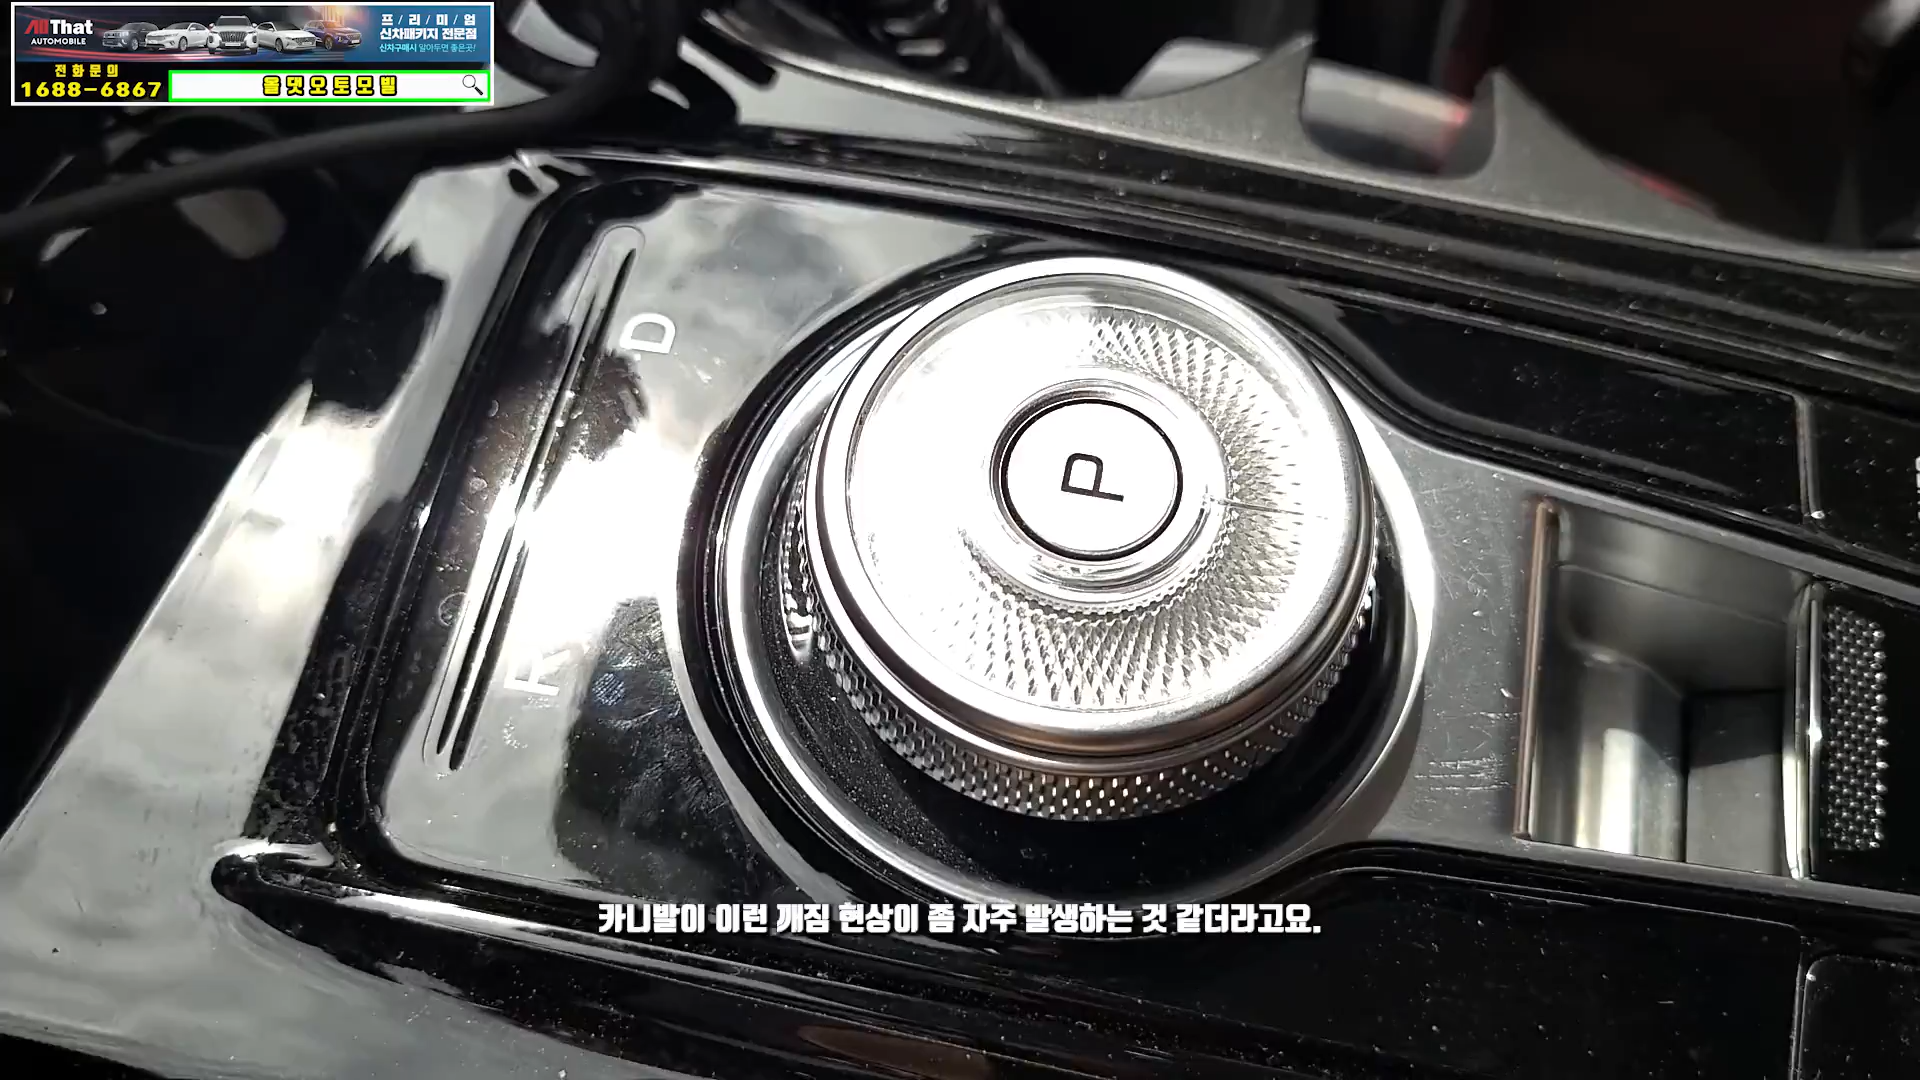 AllThat
AUTOMOBILE
프/리/미/엄
신차패키지 전문점
신차구매시 알아두면 좋은곳!
전화문의
1688-6867
올댓오토모빌
D
P
R
카니발이 이런 깨짐 현상이 좀 자주 발생하는 것 같더라고요.